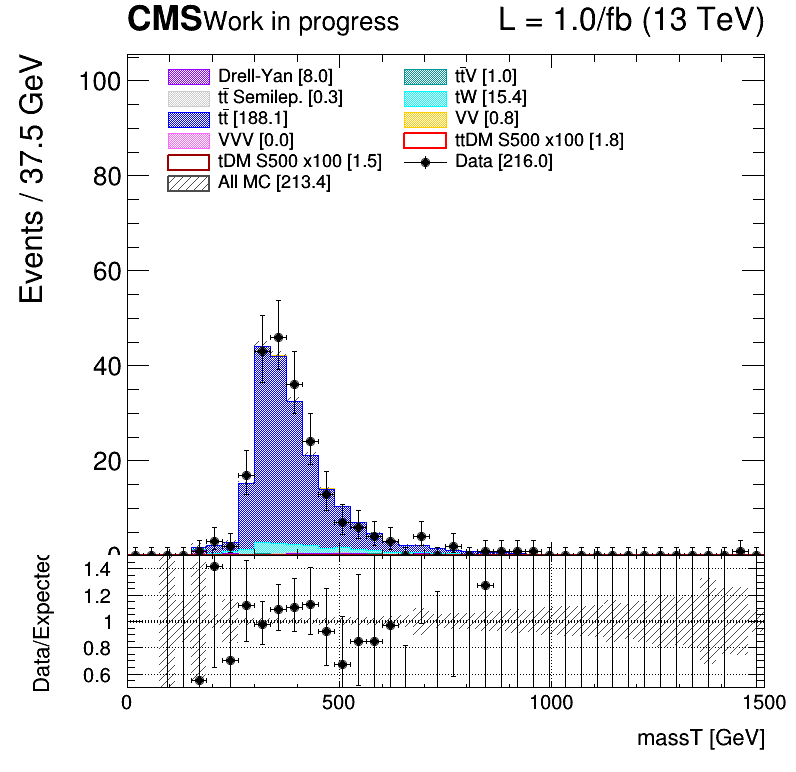 CMS Work in progress L = 1.0/fb (13 TeV)
Drell-Yan [8.0] tt̄V [1.0]
tt̄ Semilep. [0.3] tW [15.4]
tt̄ [188.1] VV [0.8]
VVV [0.0] ttDM S500 x100 [1.8]
tDM S500 x100 [1.5] Data [216.0]
All MC [213.4]
Events / 37.5 GeV
100
80
60
40
20
0
Data/Expected
1.4
1.2
1
0.8
0.6
0 500 1000 1500
massT [GeV]